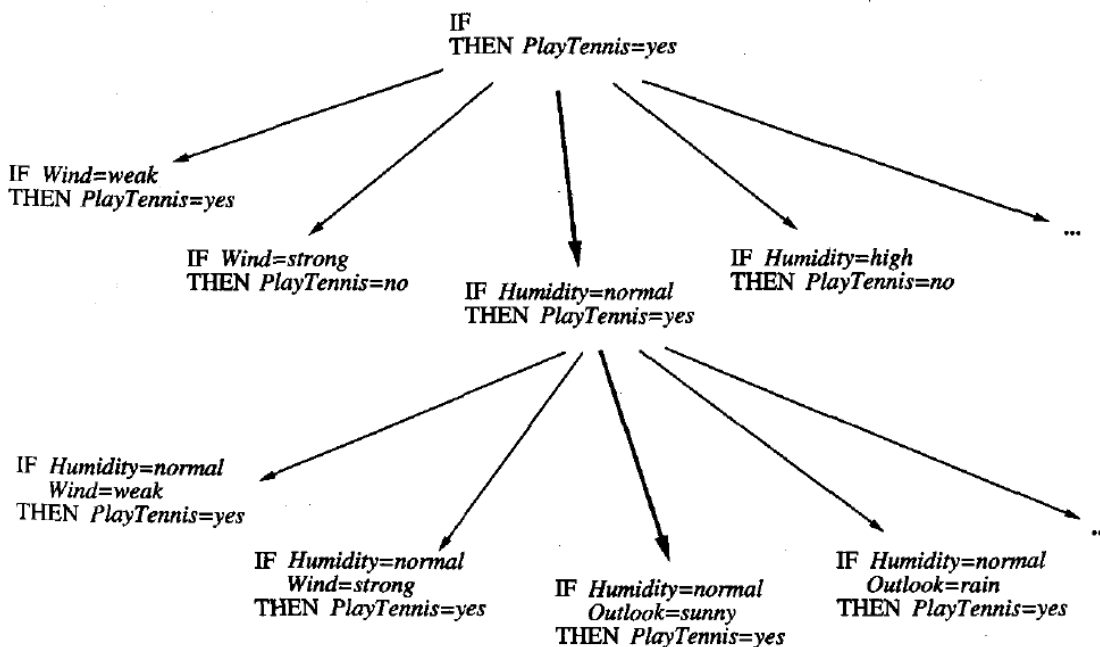 IF
THEN PlayTennis=yes
IF Wind=weak
THEN PlayTennis=yes
IF Wind=strong
THEN PlayTennis=no
IF Humidity=normal
THEN PlayTennis=yes
IF Humidity=high
THEN PlayTennis=no
...
IF Humidity=normal
Wind=weak
THEN PlayTennis=yes
IF Humidity=normal
Wind=strong
THEN PlayTennis=yes
IF Humidity=normal
Outlook=sunny
THEN PlayTennis=yes
IF Humidity=normal
Outlook=rain
THEN PlayTennis=yes
..